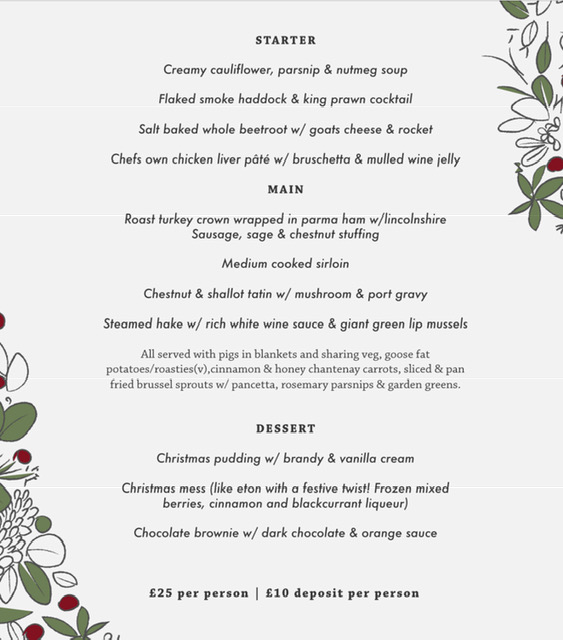 STARTER
Creamy cauliflower, parsnip & nutmeg soup
Flaked smoke haddock & king prawn cocktail
Salt baked whole beetroot w/ goats cheese & rocket
Chefs own chicken liver pâté w/ bruschetta & mulled wine jelly
MAIN
Roast turkey crown wrapped in parma ham w/lincolnshire
Sausage, sage & chestnut stuffing
Medium cooked sirloin
Chestnut & shallot tatin w/ mushroom & port gravy
Steamed hake w/ rich white wine sauce & giant green lip mussels
All served with pigs in blankets and sharing veg, goose fat
potatoes/roasties(v),cinnamon & honey chantenay carrots, sliced & pan
fried brussel sprouts w/ pancetta, rosemary parsnips & garden greens.
DESSERT
Christmas pudding w/ brandy & vanilla cream
Christmas mess (like eton with a festive twist! Frozen mixed
berries, cinnamon and blackcurrant liqueur)
Chocolate brownie w/ dark chocolate & orange sauce
£25 per person | £10 deposit per person